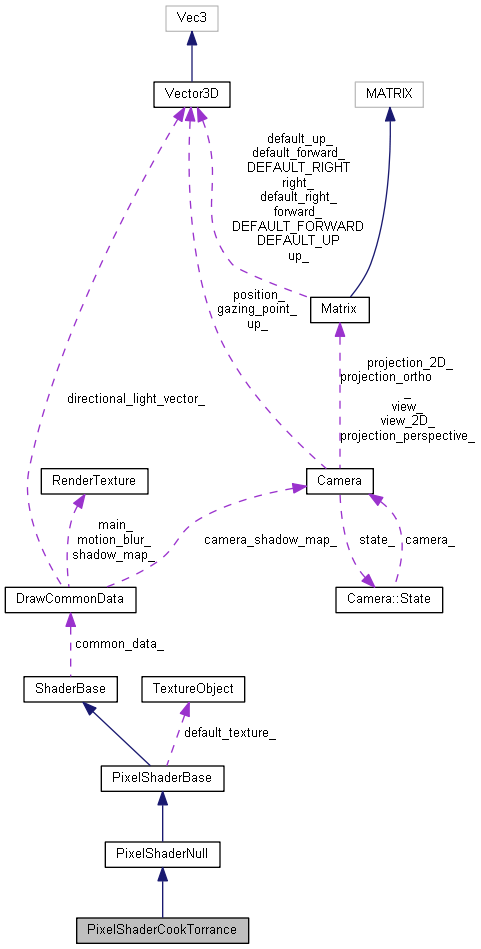 Vec3
Vector3D
MATRIX
default_up_
default_forward_
DEFAULT_RIGHT
right_
default_right_
forward_
DEFAULT_FORWARD
DEFAULT_UP
up_
position_
gazing_point_
up_
Matrix
projection_2D_
projection_ortho
_
view_
view_2D_
projection_perspective_
directional_light_vector_
RenderTexture
Camera
main_
motion_blur_
shadow_map_
camera_shadow_map_
state_
camera_
DrawCommonData
Camera::State
common_data_
ShaderBase
TextureObject
default_texture_
PixelShaderBase
PixelShaderNull
PixelShaderCookTorrance